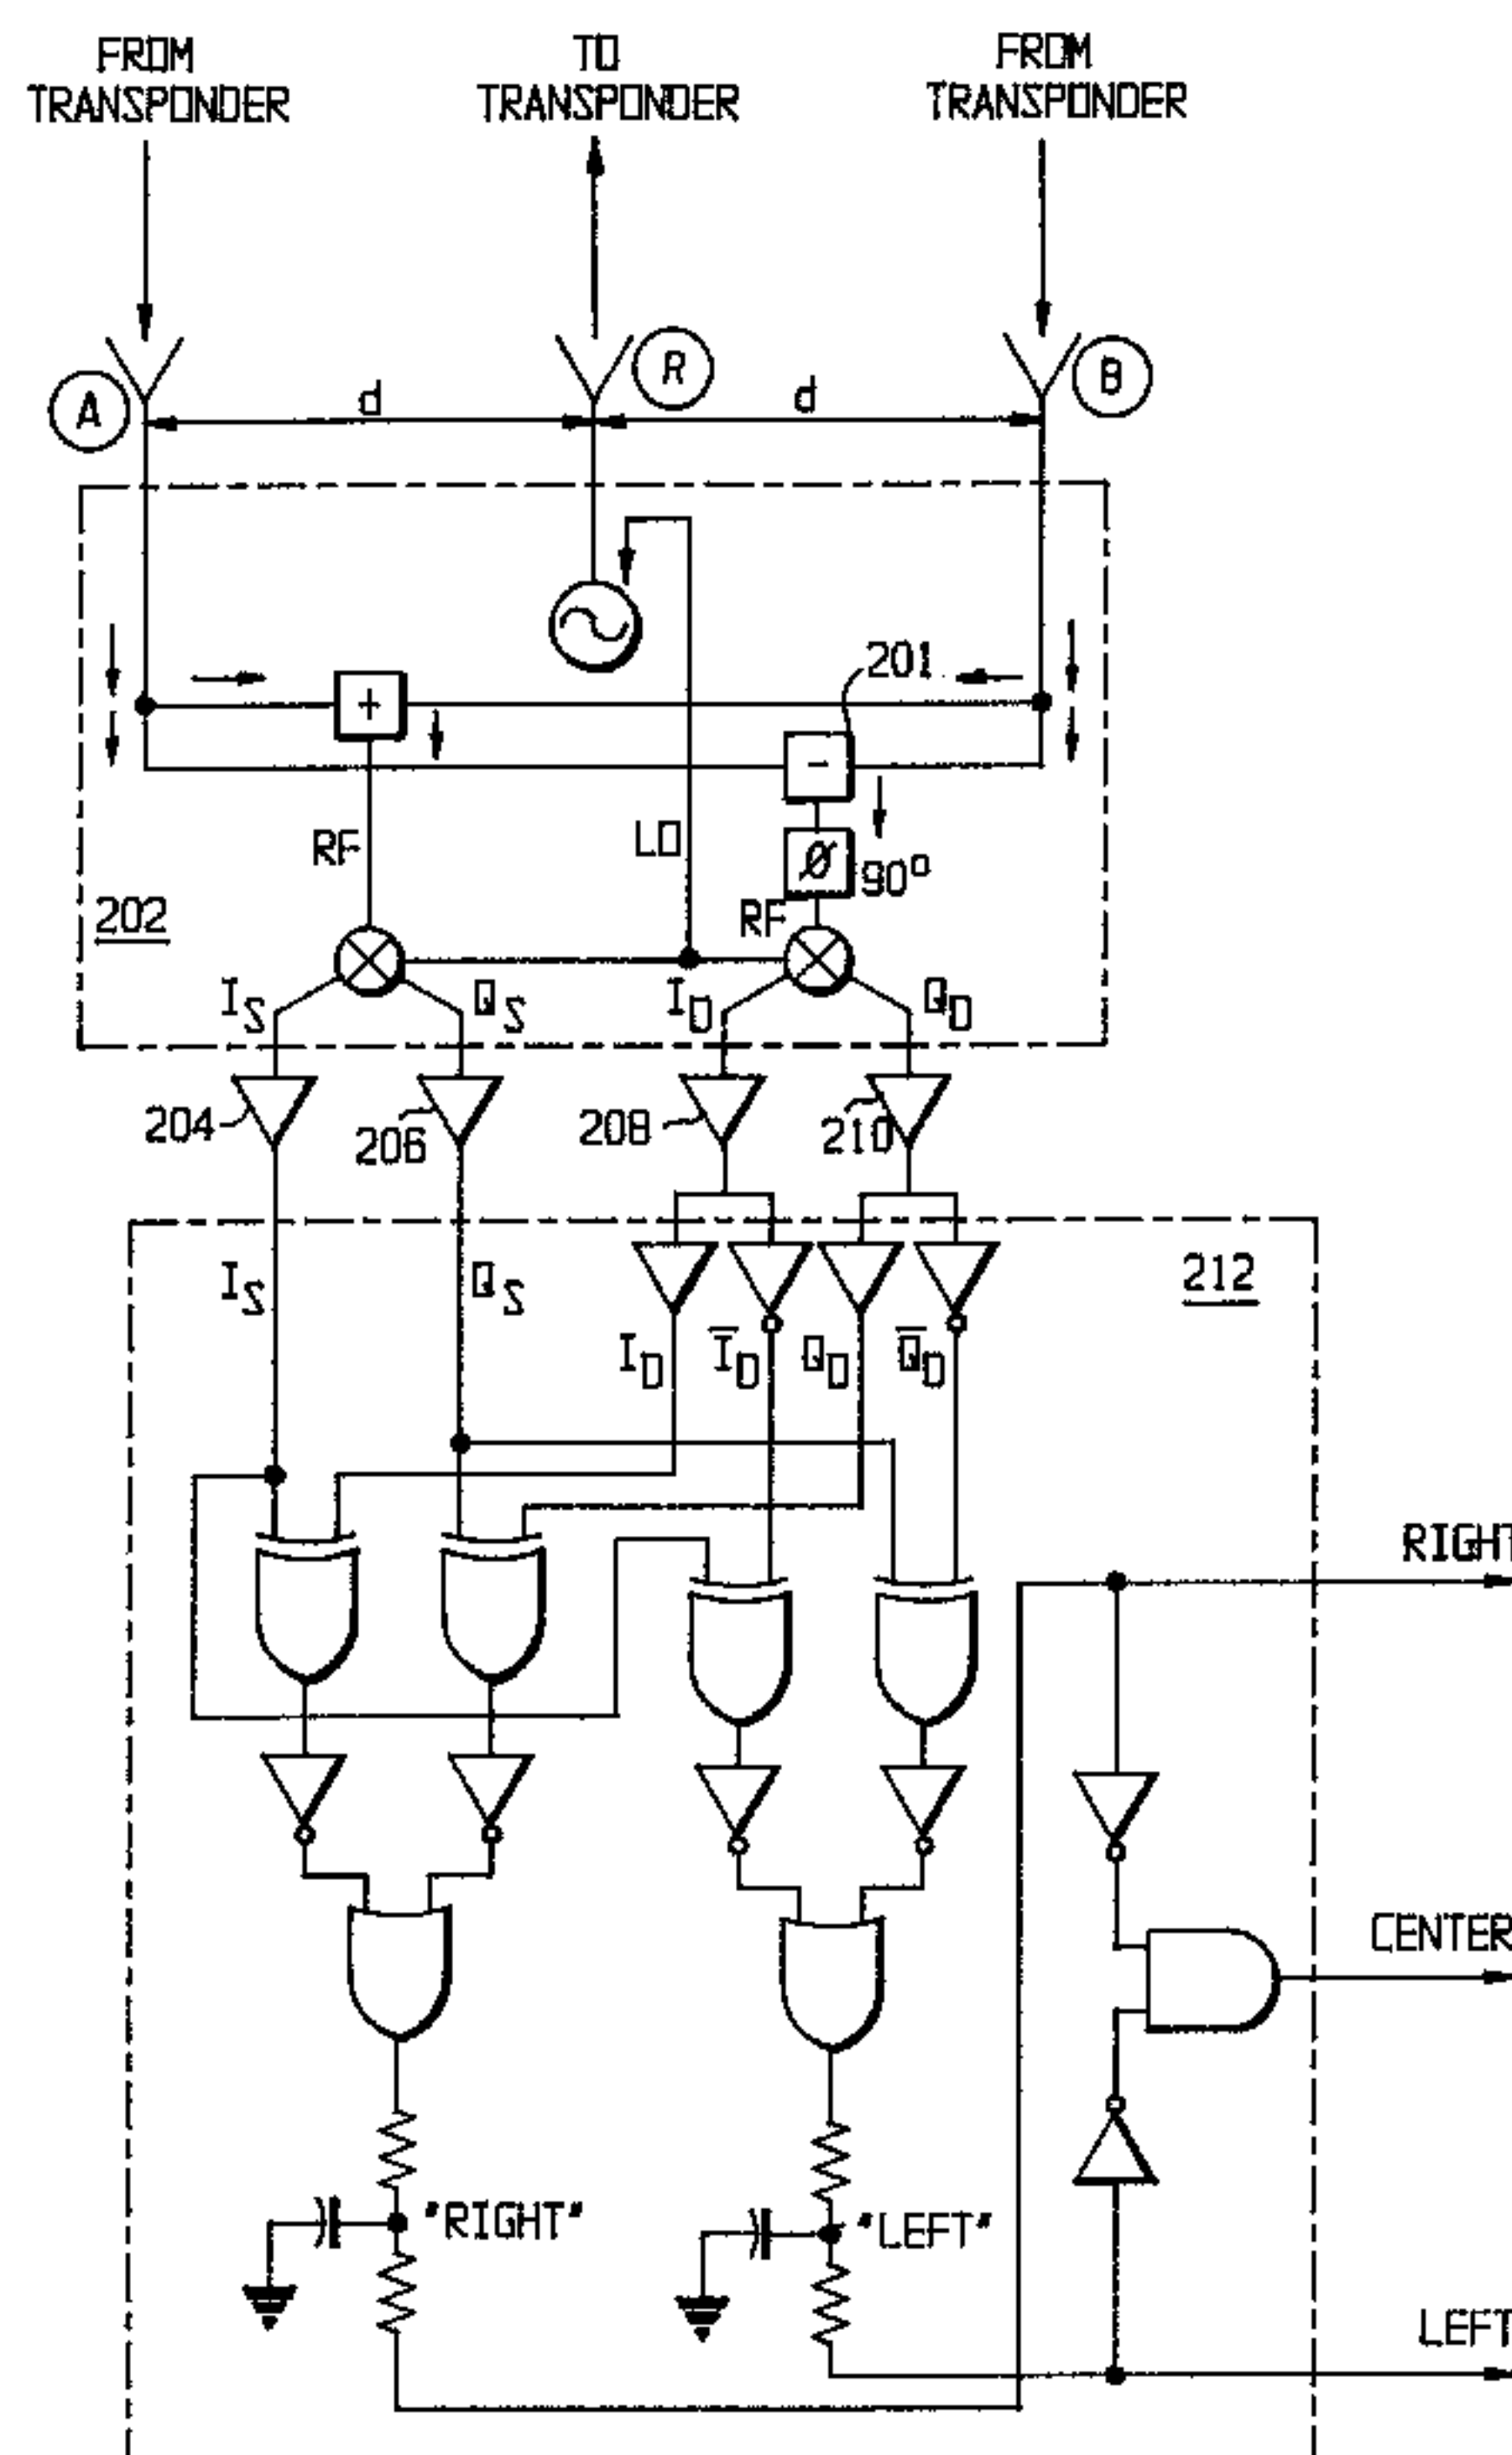 FROM TRANSPONDER
TO TRANSPONDER
FROM TRANSPONDER
A
R
B
d
d
201
+
-
RF
LO
Ø
90°
RF
202
I_S
Q_S
I_D
Q_D
204
206
208
210
212
I_S
Q_S
I_D
I̅_D
Q_D
Q̅_D
RIGHT
CENTER
"RIGHT"
"LEFT"
LEFT